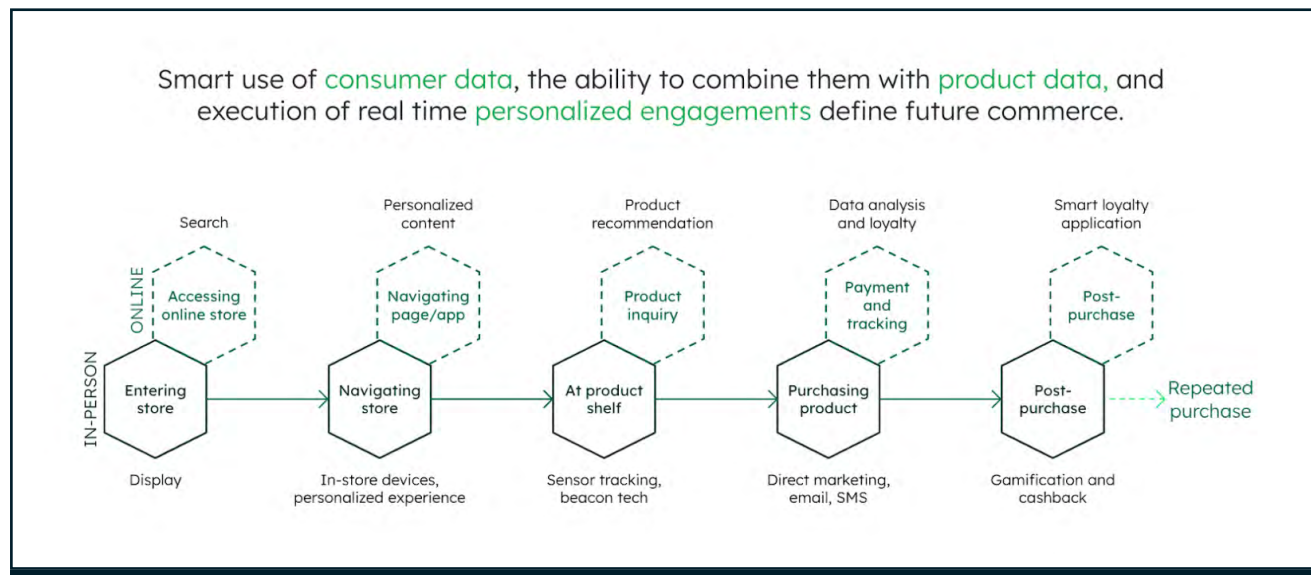 Smart use of consumer data, the ability to combine them with product data, and
execution of real time personalized engagements define future commerce.
Search
Personalized
content
Product
recommendation
Data analysis
and loyalty
Smart loyalty
application
ONLINE
Accessing
online store
Navigating
page/app
Product
inquiry
Payment
and
tracking
Post-
purchase
IN-PERSON
Entering
store
Navigating
store
At product
shelf
Purchasing
product
Post-
purchase
Repeated
purchase
Display
In-store devices,
personalized experience
Sensor tracking,
beacon tech
Direct marketing,
email, SMS
Gamification and
cashback